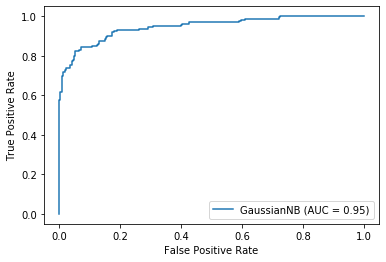 1.0
0.8
0.6
0.4
0.2
0.0
True Positive Rate
GaussianNB (AUC = 0.95)
0.0 0.2 0.4 0.6 0.8 1.0
False Positive Rate